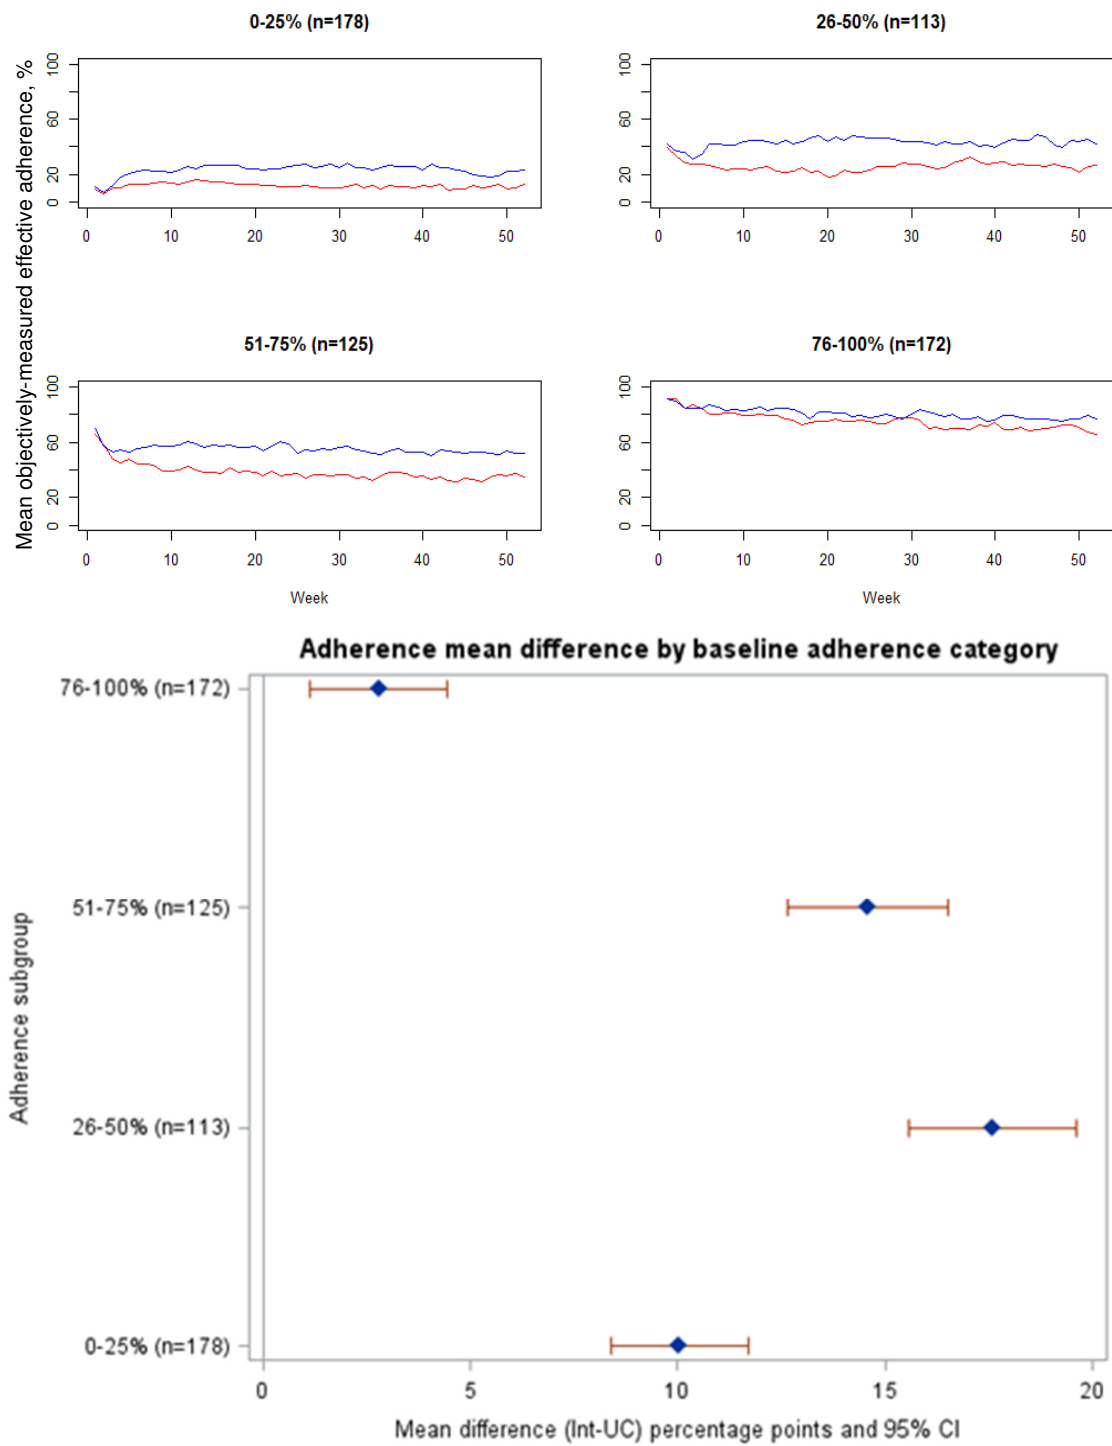 0-25% (n=178)
26-50% (n=113)
Mean objectively-measured effective adherence, %
100
60
20
0
0 10 20 30 40 50
100
60
20
0
0 10 20 30 40 50
51-75% (n=125)
76-100% (n=172)
100
60
20
0
0 10 20 30 40 50
Week
100
60
20
0
0 10 20 30 40 50
Week
Adherence mean difference by baseline adherence category
Adherence subgroup
76-100% (n=172)
51-75% (n=125)
26-50% (n=113)
0-25% (n=178)
0 5 10 15 20
Mean difference (Int-UC) percentage points and 95% CI